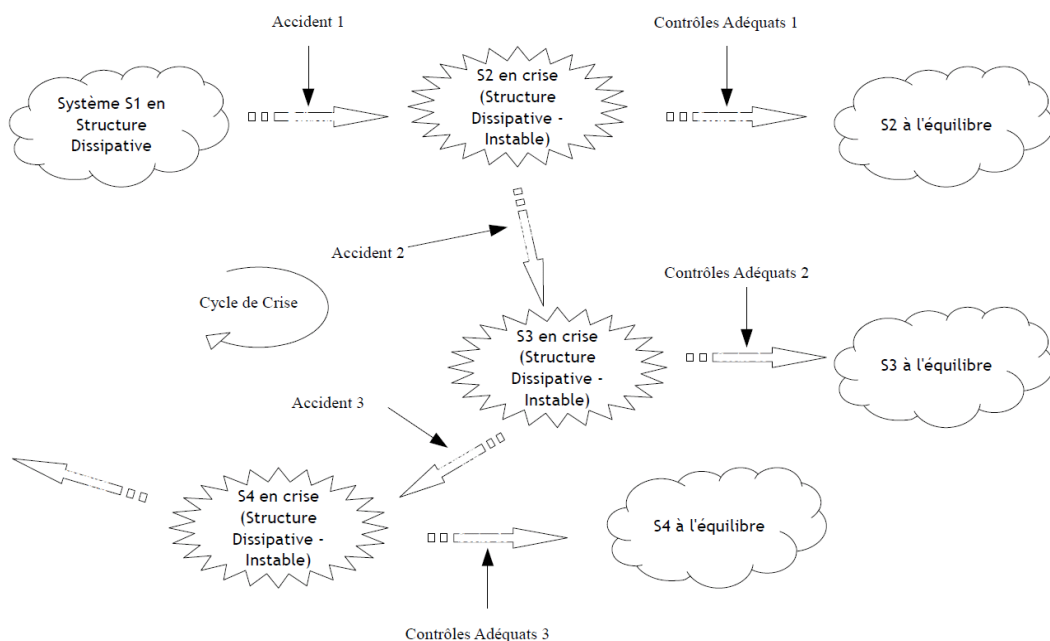 Accident 1
Contrôles Adéquats 1
Système S1 en
Structure
Dissipative
S2 en crise
(Structure
Dissipative -
Instable)
S2 à l'équilibre
Accident 2
Contrôles Adéquats 2
Cycle de Crise
S3 en crise
(Structure
Dissipative -
Instable)
S3 à l'équilibre
Accident 3
S4 en crise
(Structure
Dissipative -
Instable)
S4 à l'équilibre
Contrôles Adéquats 3